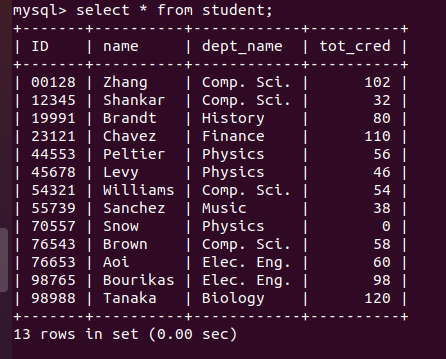 mysql> select * from student;
+-------+----------+------------+----------+
| ID    | name     | dept_name  | tot_cred |
+-------+----------+------------+----------+
| 00128 | Zhang    | Comp. Sci. |      102 |
| 12345 | Shankar  | Comp. Sci. |       32 |
| 19991 | Brandt   | History    |       80 |
| 23121 | Chavez   | Finance    |      110 |
| 44553 | Peltier  | Physics    |       56 |
| 45678 | Levy     | Physics    |       46 |
| 54321 | Williams | Comp. Sci. |       54 |
| 55739 | Sanchez  | Music      |       38 |
| 70557 | Snow     | Physics    |        0 |
| 76543 | Brown    | Comp. Sci. |       58 |
| 76653 | Aoi      | Elec. Eng. |       60 |
| 98765 | Bourikas | Elec. Eng. |       98 |
| 98988 | Tanaka   | Biology    |      120 |
+-------+----------+------------+----------+
13 rows in set (0.00 sec)